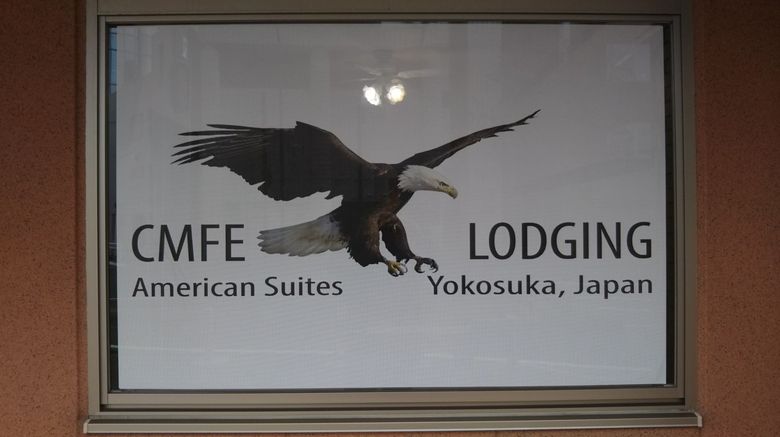 CMFE LODGING
American Suites Yokosuka, Japan